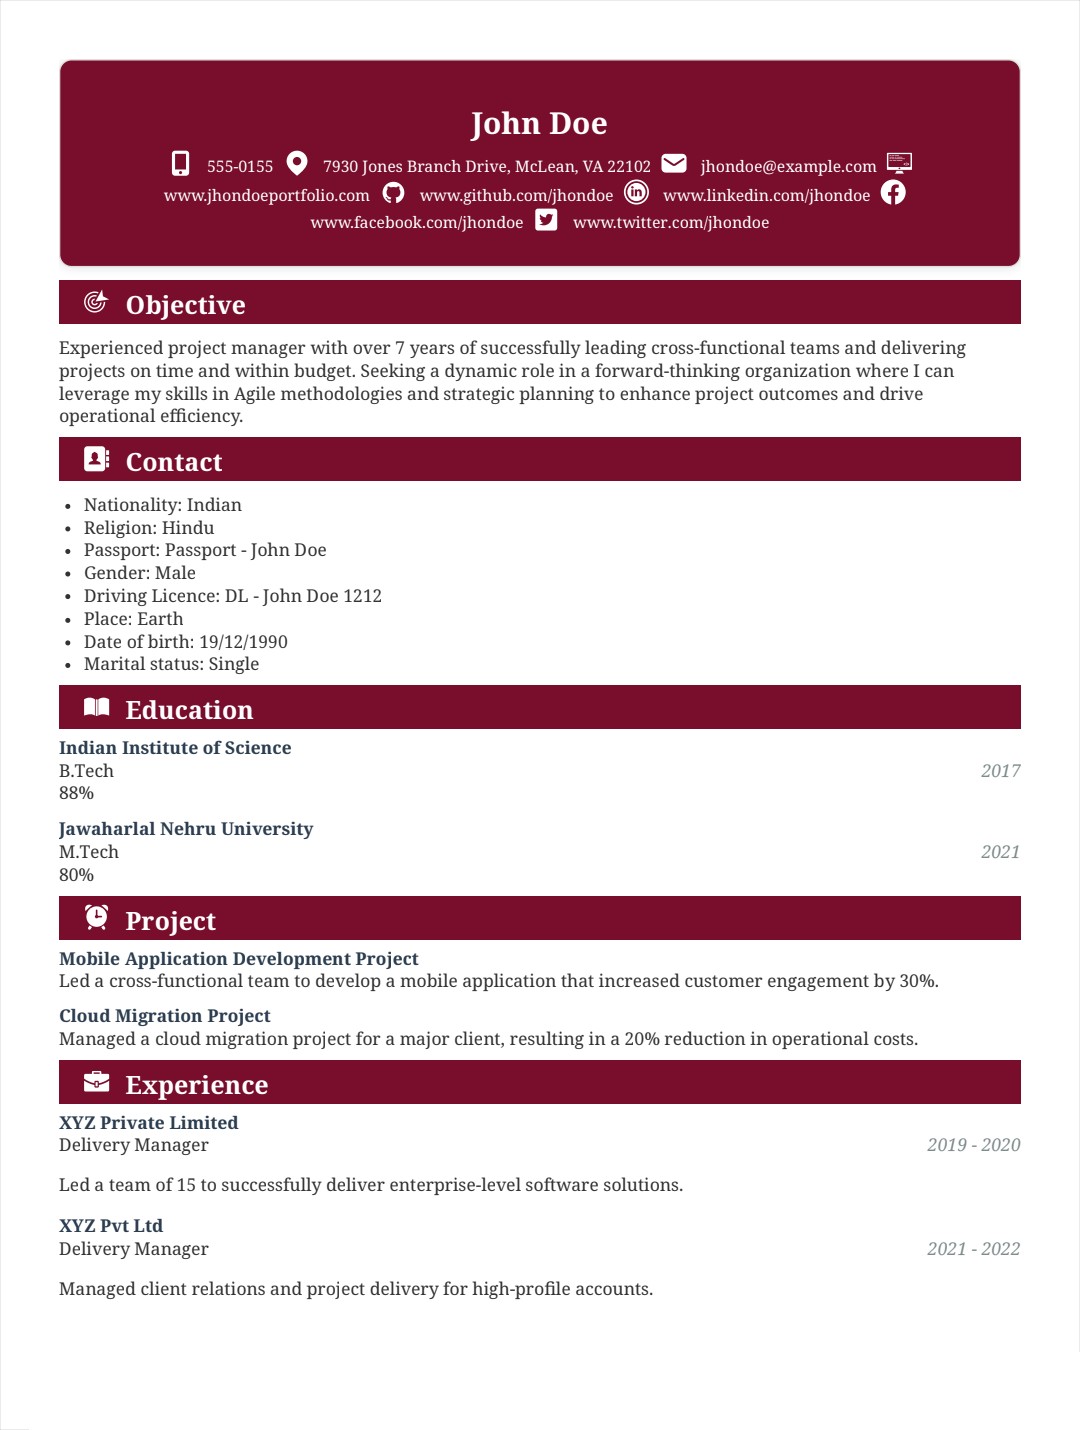 John Doe
555-0155 7930 Jones Branch Drive, McLean, VA 22102 jhondoe@example.com
www.jhondoeportfolio.com www.github.com/jhondoe www.linkedin.com/jhondoe
www.facebook.com/jhondoe www.twitter.com/jhondoe
Objective
Experienced project manager with over 7 years of successfully leading cross-functional teams and delivering
projects on time and within budget. Seeking a dynamic role in a forward-thinking organization where I can
leverage my skills in Agile methodologies and strategic planning to enhance project outcomes and drive
operational efficiency.
Contact
• Nationality: Indian
• Religion: Hindu
• Passport: Passport - John Doe
• Gender: Male
• Driving Licence: DL - John Doe 1212
• Place: Earth
• Date of birth: 19/12/1990
• Marital status: Single
Education
Indian Institute of Science
B.Tech 2017
88%
Jawaharlal Nehru University
M.Tech 2021
80%
Project
Mobile Application Development Project
Led a cross-functional team to develop a mobile application that increased customer engagement by 30%.
Cloud Migration Project
Managed a cloud migration project for a major client, resulting in a 20% reduction in operational costs.
Experience
XYZ Private Limited
Delivery Manager 2019 - 2020
Led a team of 15 to successfully deliver enterprise-level software solutions.
XYZ Pvt Ltd
Delivery Manager 2021 - 2022
Managed client relations and project delivery for high-profile accounts.